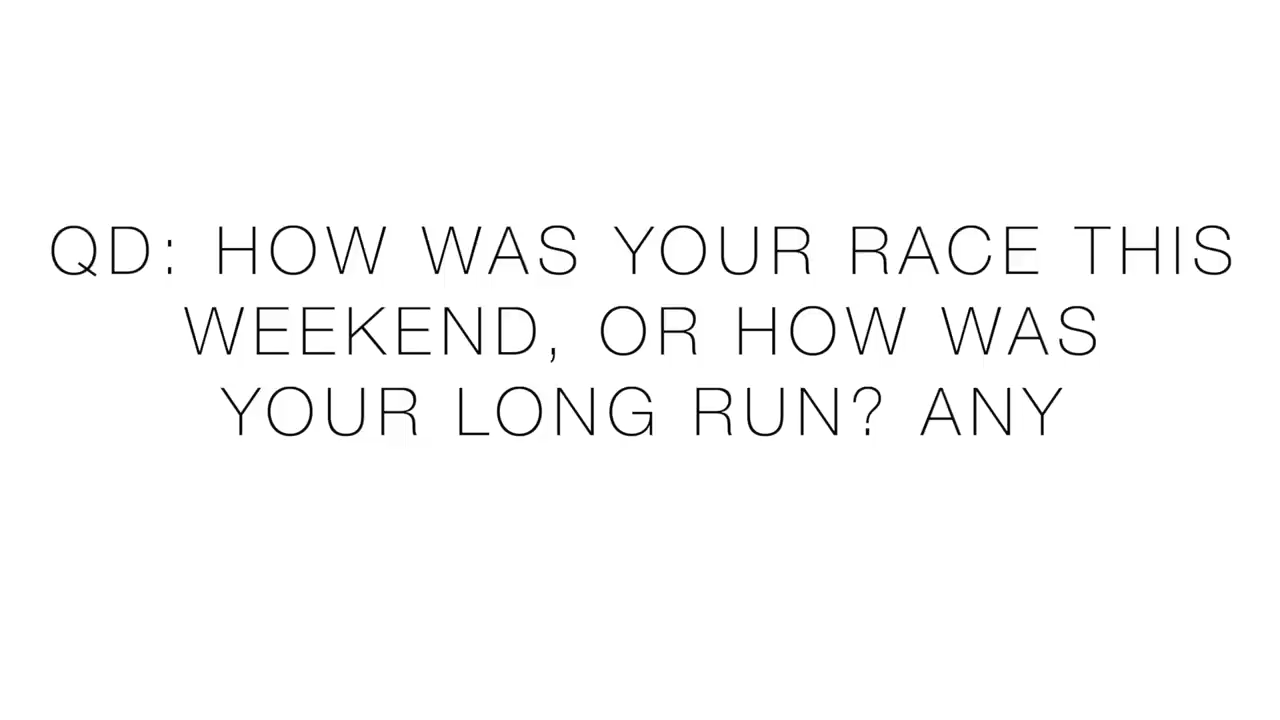 QD: HOW WAS YOUR RACE THIS
WEEKEND, OR HOW WAS
YOUR LONG RUN? ANY